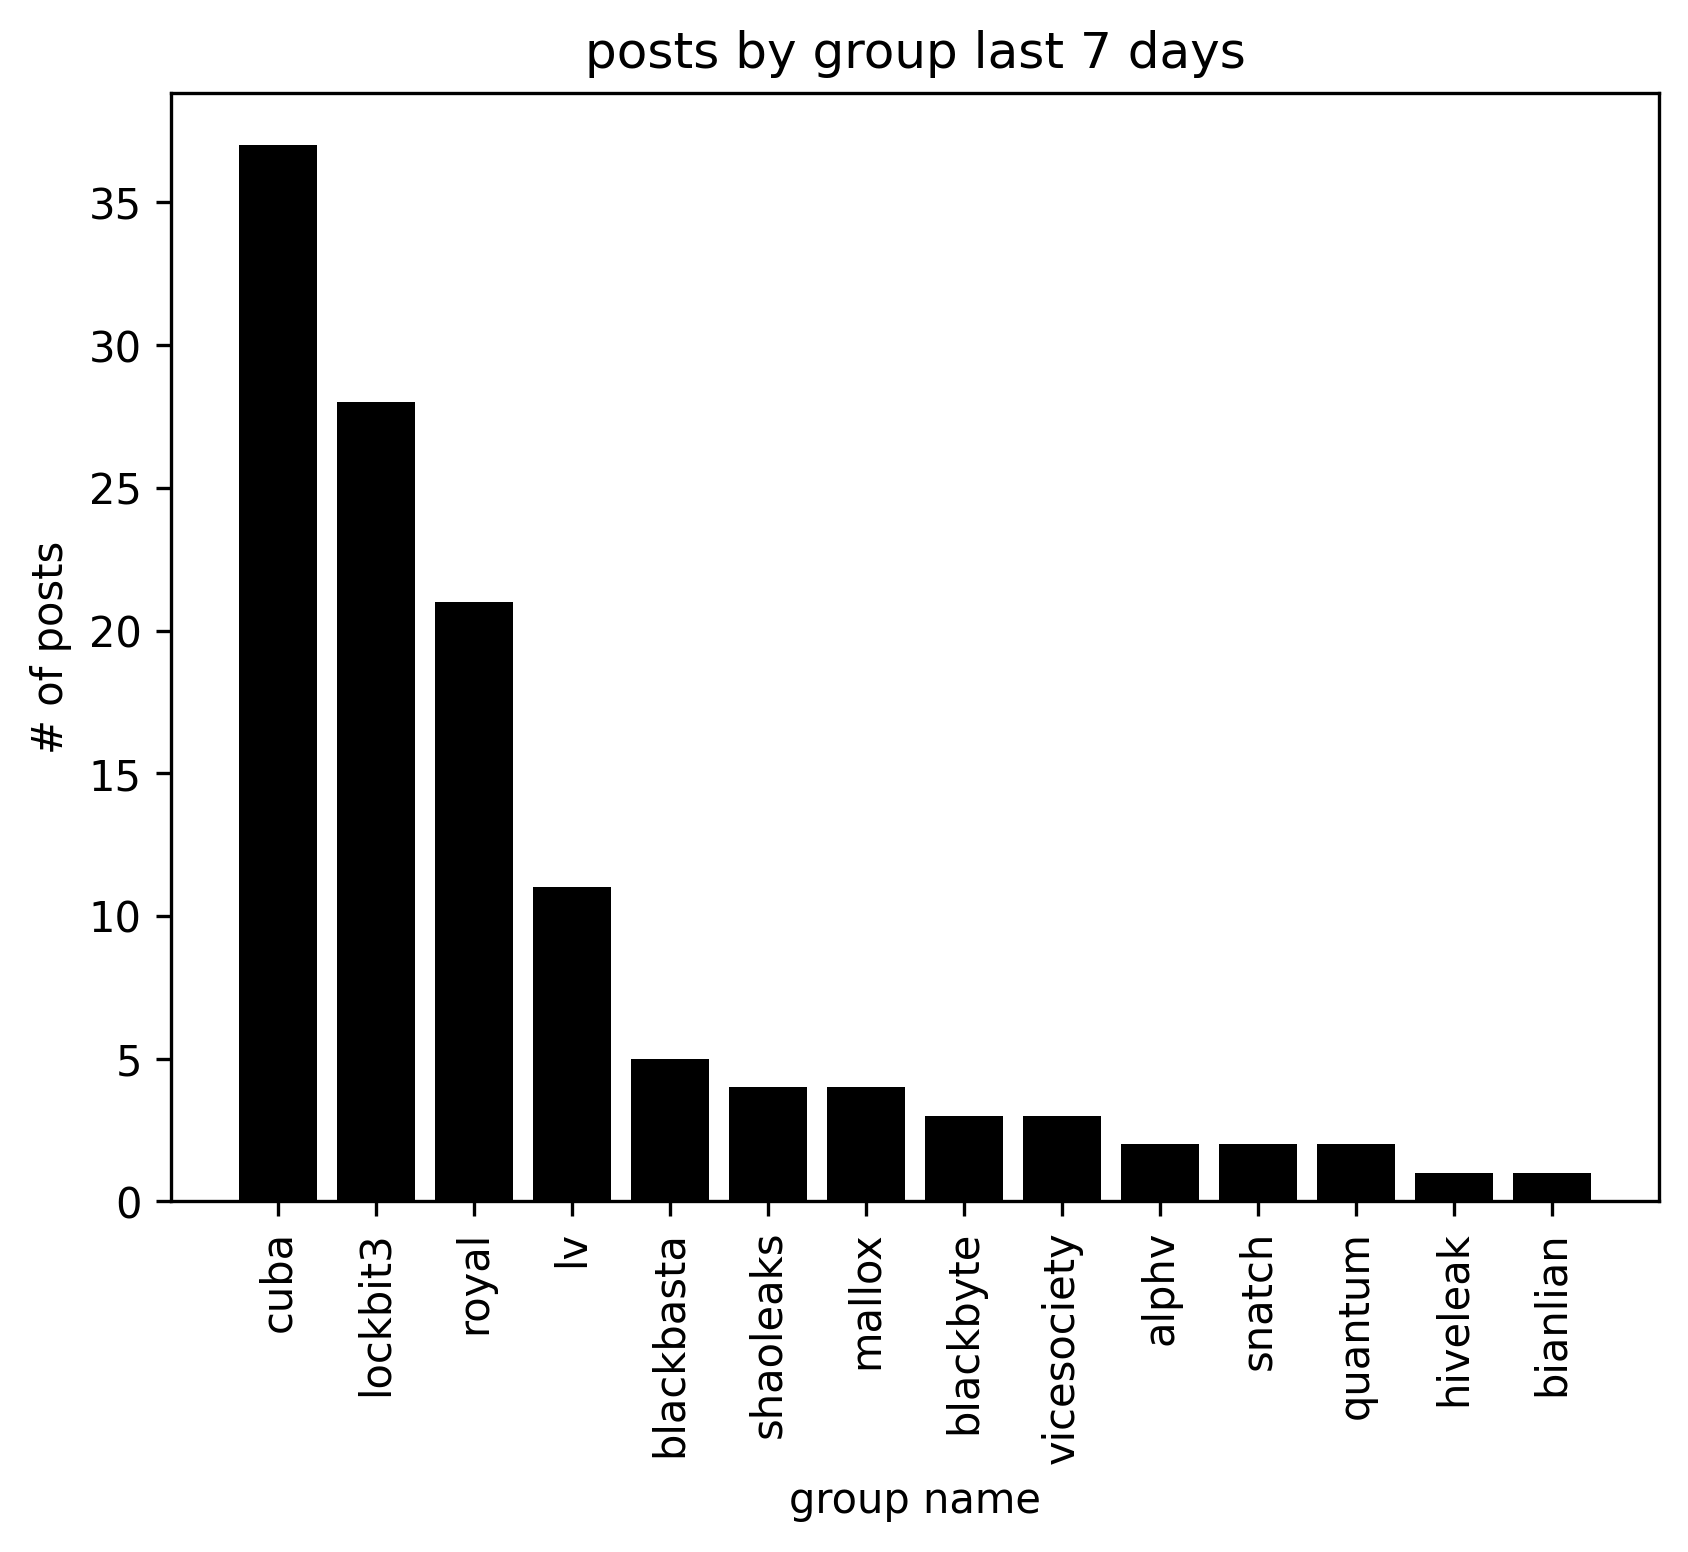 posts by group last 7 days
# of posts
35
30
25
20
15
10
5
0
cuba
lockbit3
royal
lv
blackbasta
shaoleaks
mallox
blackbyte
vicesociety
alphv
snatch
quantum
hiveleak
bianlian
group name